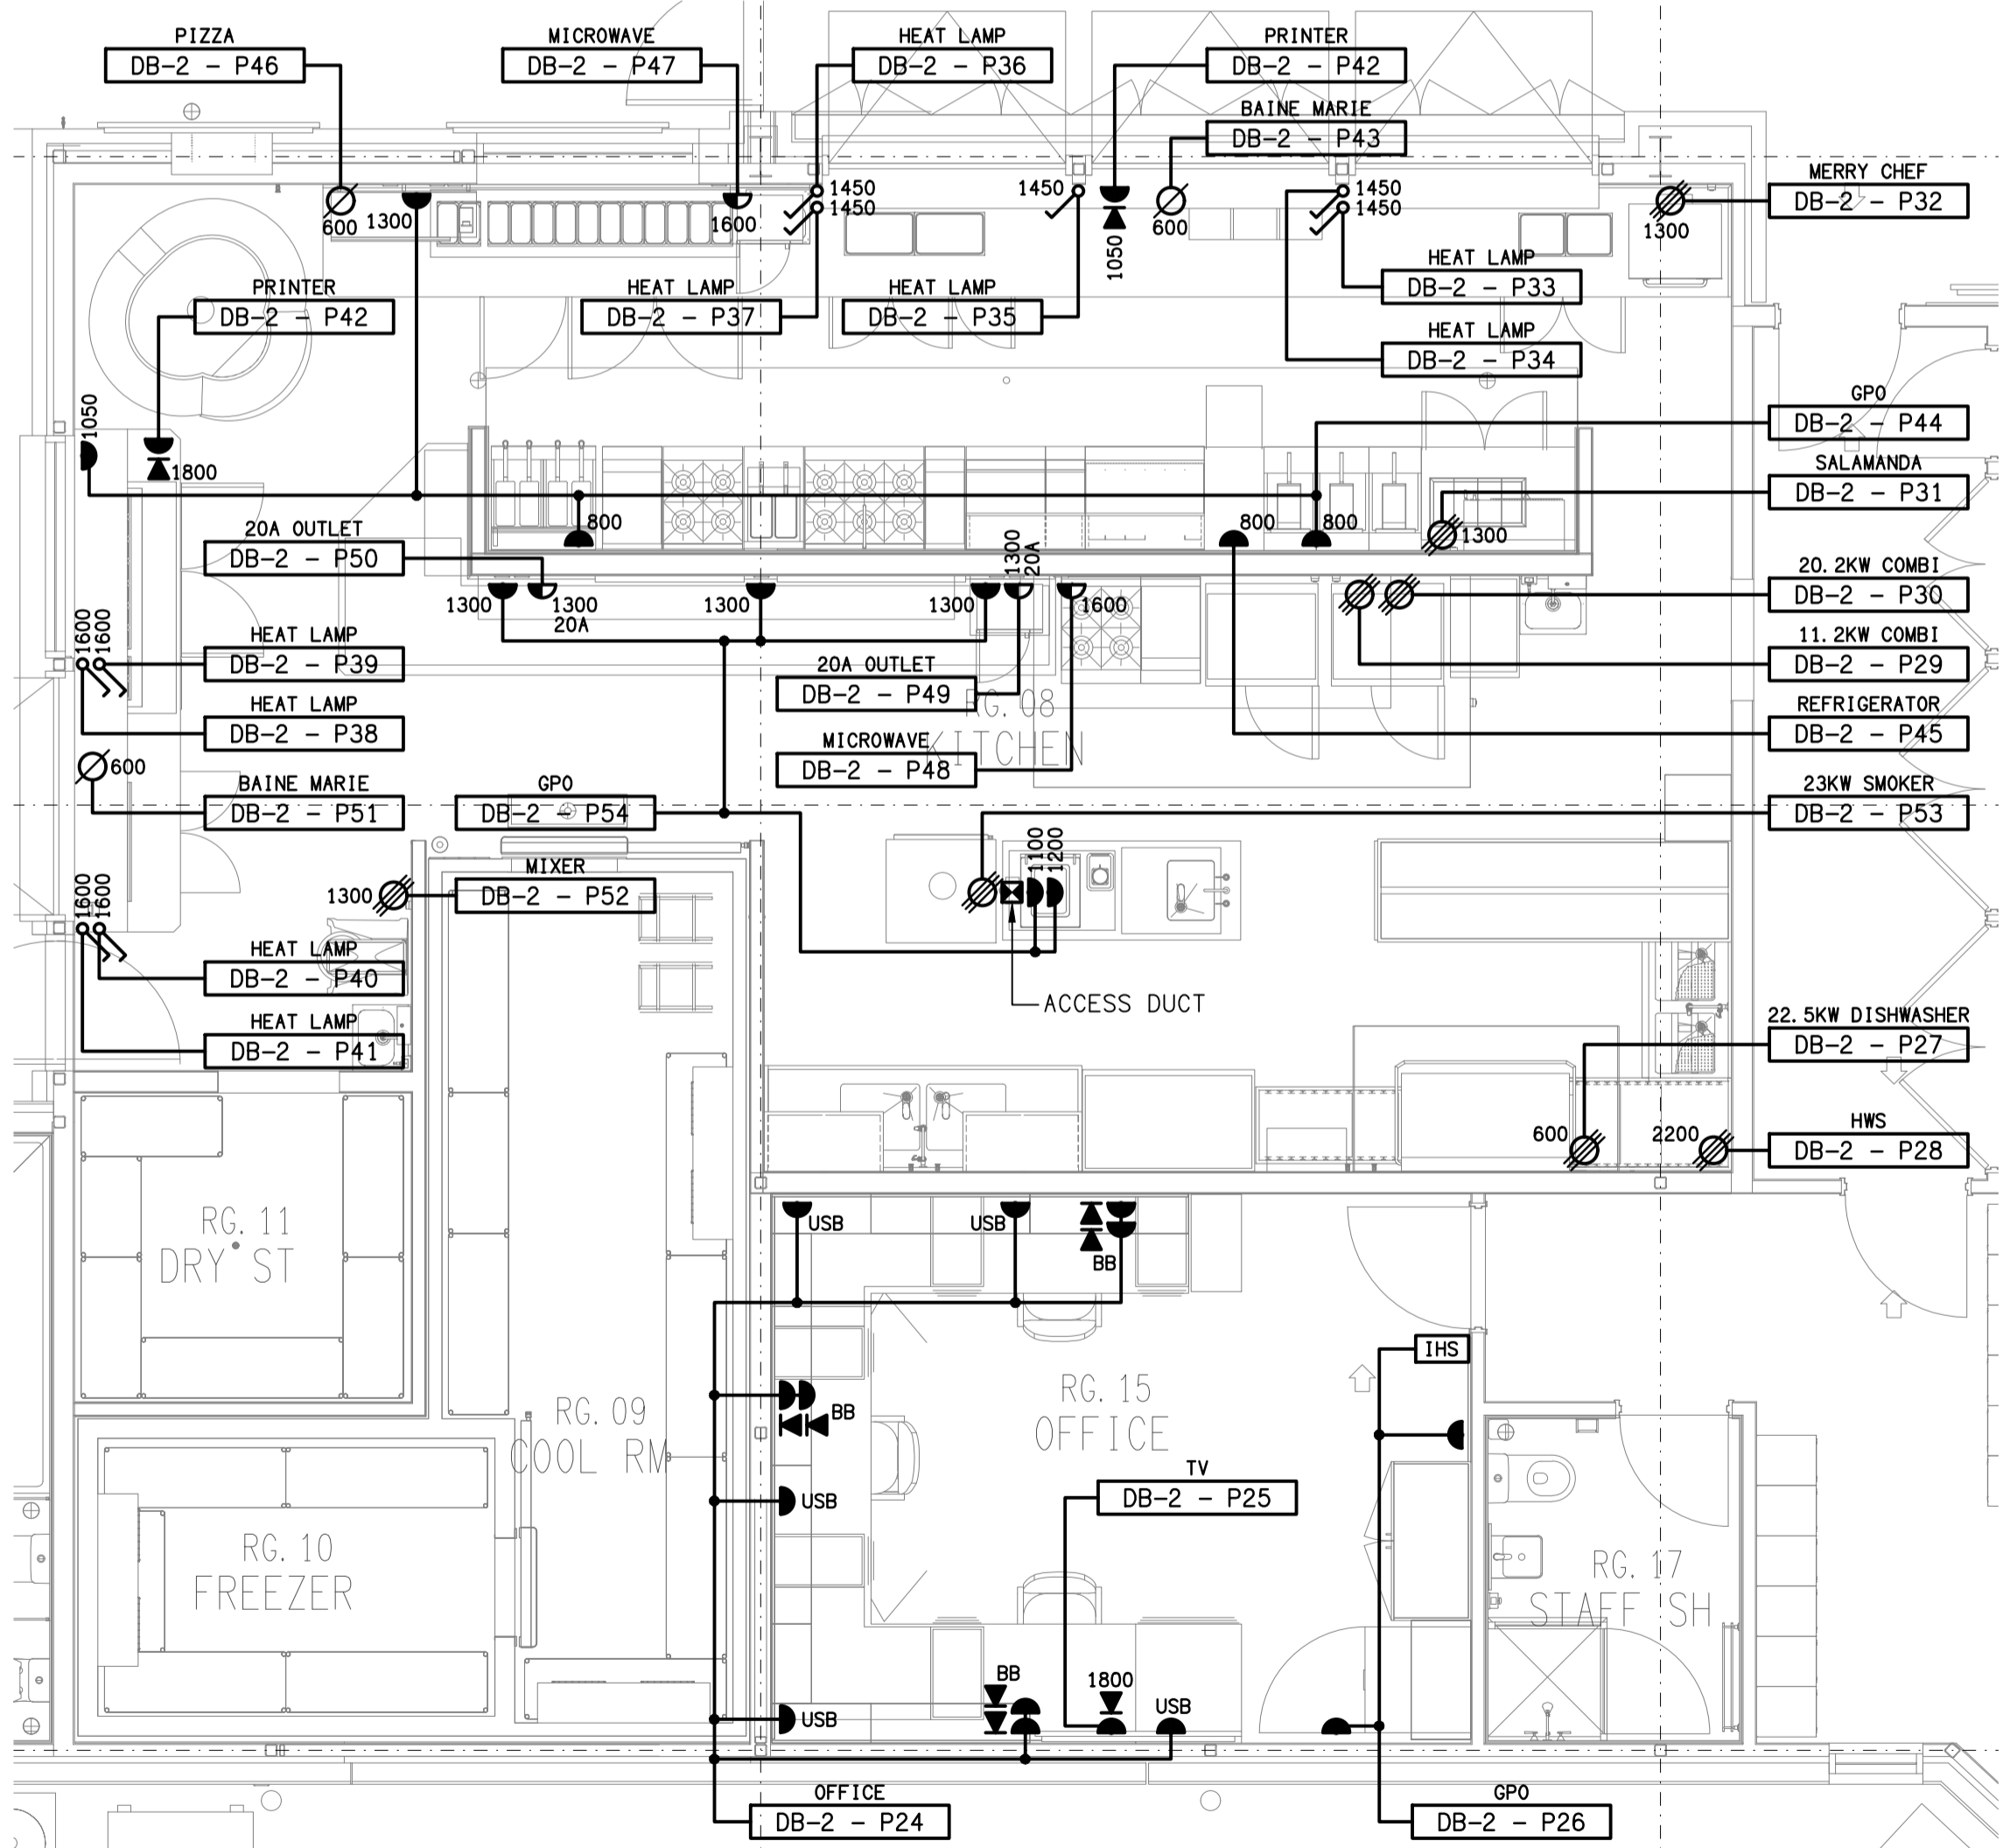 PIZZA
DB-2 - P46
MICROWAVE
DB-2 - P47
HEAT LAMP
DB-2 - P36
PRINTER
DB-2 - P42
BAINE MARIE
DB-2 - P43
MERRY CHEF
DB-2 - P32
1450
1450
1450
1450
1450
600
1300
1600
1050
600
1300
PRINTER
DB-2 - P42
HEAT LAMP
DB-2 - P37
HEAT LAMP
DB-2 - P35
HEAT LAMP
DB-2 - P33
HEAT LAMP
DB-2 - P34
GPO
DB-2 - P44
1050
1800
SALAMANDA
DB-2 - P31
800
800
800
1300
20A OUTLET
DB-2 - P50
1300
20A
20.2KW COMBI
DB-2 - P30
1300
1300
20A
1300
1300
1600
1600
1600
HEAT LAMP
DB-2 - P39
20A OUTLET
DB-2 - P49
11.2KW COMBI
DB-2 - P29
HEAT LAMP
DB-2 - P38
RG. 08
KITCHEN
REFRIGERATOR
DB-2 - P45
MICROWAVE
DB-2 - P48
600
BAINE MARIE
DB-2 - P51
GPO
DB-2 - P54
23KW SMOKER
DB-2 - P53
1100
1200
MIXER
DB-2 - P52
1300
1600
1600
HEAT LAMP
DB-2 - P40
ACCESS DUCT
HEAT LAMP
DB-2 - P41
22.5KW DISHWASHER
DB-2 - P27
600
2200
HWS
DB-2 - P28
RG. 11
DRY ST
USB
USB
BB
IHS
RG. 09
COOL RM
BB
RG. 15
OFFICE
TV
DB-2 - P25
USB
RG. 10
FREEZER
RG. 17
STAFF SH
BB
1800
USB
USB
OFFICE
DB-2 - P24
GPO
DB-2 - P26